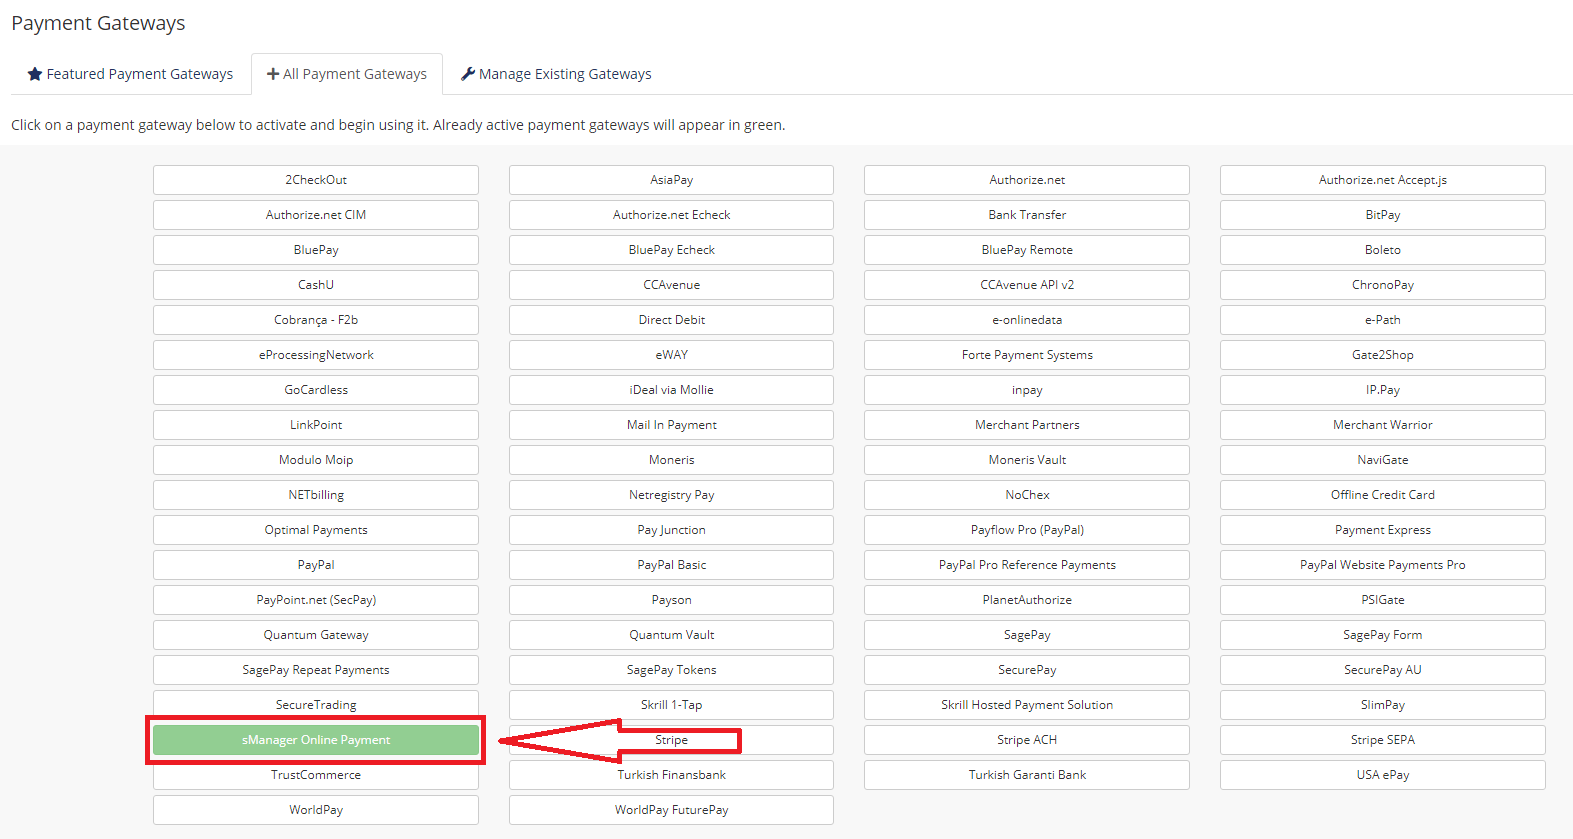 Payment Gateways
Featured Payment Gateways
All Payment Gateways
Manage Existing Gateways
Click on a payment gateway below to activate and begin using it. Already active payment gateways will appear in green.
2CheckOut
AsiaPay
Authorize.net
Authorize.net Accept.js
Authorize.net CIM
Authorize.net Echeck
Bank Transfer
BitPay
BluePay
BluePay Echeck
BluePay Remote
Boleto
CashU
CCAvenue
CCAvenue API v2
ChronoPay
Cobrança - F2b
Direct Debit
e-onlinedata
e-Path
eProcessingNetwork
eWAY
Forte Payment Systems
Gate2Shop
GoCardless
iDeal via Mollie
inpay
IP.Pay
LinkPoint
Mail In Payment
Merchant Partners
Merchant Warrior
Modulo Moip
Moneris
Moneris Vault
NaviGate
NETbilling
Netregistry Pay
NoChex
Offline Credit Card
Optimal Payments
Pay Junction
Payflow Pro (PayPal)
Payment Express
PayPal
PayPal Basic
PayPal Pro Reference Payments
PayPal Website Payments Pro
PayPoint.net (SecPay)
Payson
PlanetAuthorize
PSIGate
Quantum Gateway
Quantum Vault
SagePay
SagePay Form
SagePay Repeat Payments
SagePay Tokens
SecurePay
SecurePay AU
SecureTrading
Skrill 1-Tap
Skrill Hosted Payment Solution
SlimPay
sManager Online Payment
Stripe
Stripe ACH
Stripe SEPA
TrustCommerce
Turkish Finansbank
Turkish Garanti Bank
USA ePay
WorldPay
WorldPay FuturePay